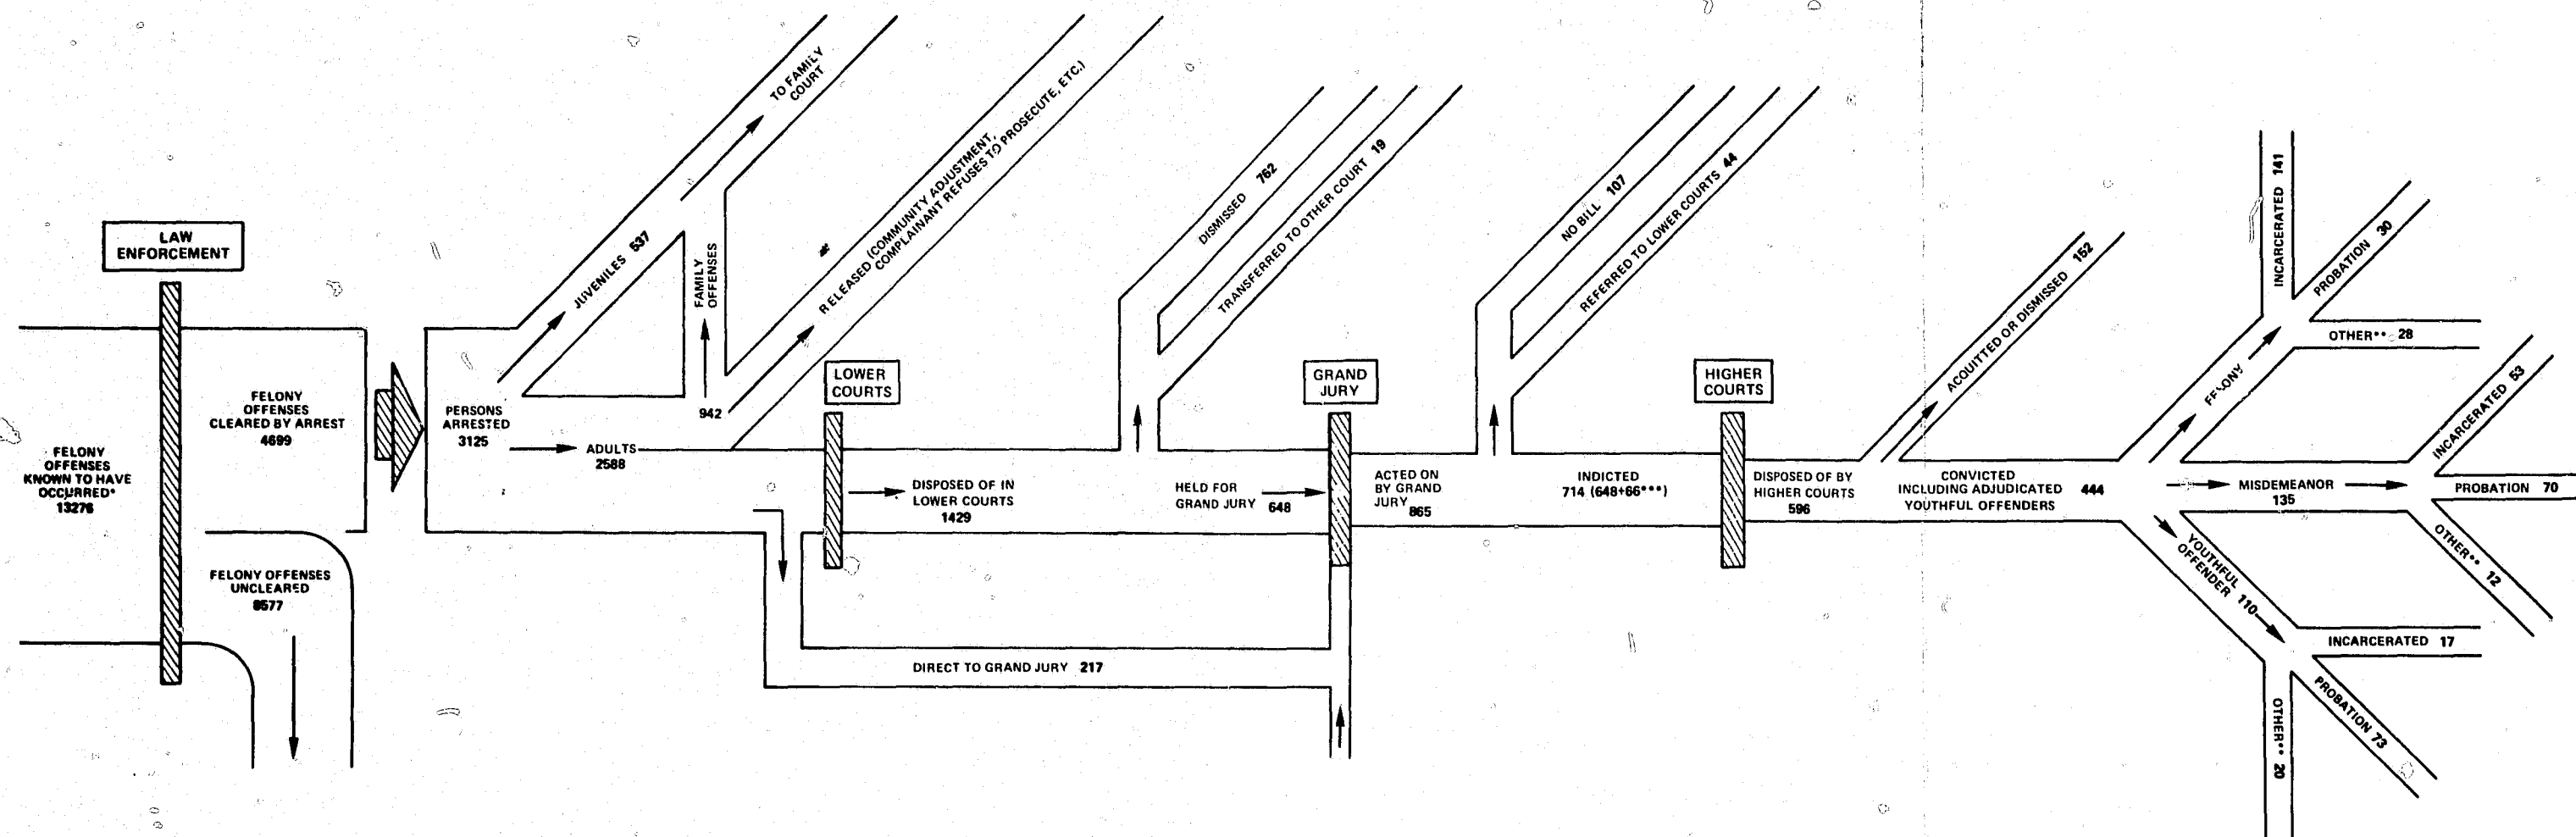 LAW
ENFORCEMENT
FELONY
OFFENSES
KNOWN TO HAVE
OCCURRED*
13276
FELONY
OFFENSES
CLEARED BY ARREST
4699
FELONY OFFENSES
UNCLEARED
8577
PERSONS
ARRESTED
3125
JUVENILES 537
TO FAMILY
COURT
FAMILY
OFFENSES
942
RELEASED (COMMUNITY ADJUSTMENT,
COMPLAINANT REFUSES TO PROSECUTE, ETC.)
ADULTS
2588
LOWER
COURTS
DISPOSED OF IN
LOWER COURTS
1429
DISMISSED 762
TRANSFERRED TO OTHER COURT 19
HELD FOR
GRAND JURY 648
DIRECT TO GRAND JURY 217
GRAND
JURY
ACTED ON
BY GRAND
JURY 865
NO BILL 107
REFERRED TO LOWER COURTS 44
INDICTED
714 (648+66***)
HIGHER
COURTS
DISPOSED OF BY
HIGHER COURTS
596
ACQUITTED OR DISMISSED 152
CONVICTED
INCLUDING ADJUDICATED 444
YOUTHFUL OFFENDERS
FELONY
INCARCERATED 141
PROBATION 30
OTHER** 28
MISDEMEANOR
135
INCARCERATED 53
PROBATION 70
OTHER** 12
YOUTHFUL
OFFENDER 110
INCARCERATED 17
PROBATION 73
OTHER** 20